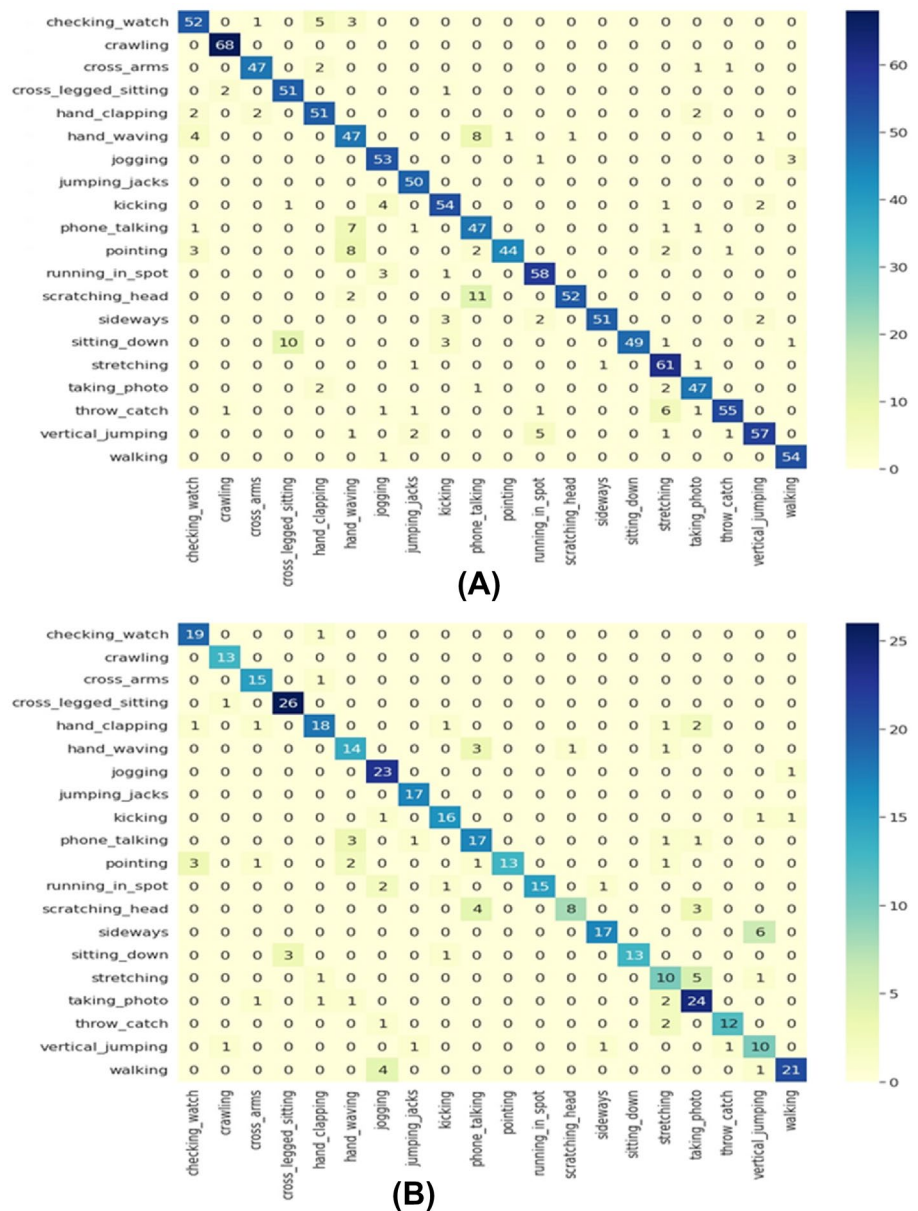 checking_watch 52 0 1 0 5 3 0 0 0 0 0 0 0 0 0 0 0 0 0 0
crawling 0 68 0 0 0 0 0 0 0 0 0 0 0 0 0 0 0 0 0 0
cross_arms 0 0 47 0 2 0 0 0 0 0 0 0 0 0 0 0 1 1 0 0
cross_legged_sitting 0 2 0 51 0 0 0 0 1 0 0 0 0 0 0 0 0 0 0 0
hand_clapping 2 0 2 0 51 0 0 0 0 0 0 0 0 0 0 0 2 0 0 0
hand_waving 4 0 0 0 0 47 0 0 0 8 1 0 1 0 0 0 0 0 1 0
jogging 0 0 0 0 0 0 53 0 0 0 0 1 0 0 0 0 0 0 0 3
jumping_jacks 0 0 0 0 0 0 0 50 0 0 0 0 0 0 0 0 0 0 0 0
kicking 0 0 0 1 0 0 4 0 54 0 0 0 0 0 0 1 0 0 2 0
phone_talking 1 0 0 0 0 7 0 1 0 47 0 0 0 0 0 1 1 0 0 0
pointing 3 0 0 0 0 8 0 0 0 2 44 0 0 0 0 2 0 1 0 0
running_in_spot 0 0 0 0 0 0 3 0 1 0 0 58 0 0 0 0 0 0 0 0
scratching_head 0 0 0 0 0 2 0 0 0 11 0 0 52 0 0 0 0 0 0 0
sideways 0 0 0 0 0 0 0 0 3 0 0 2 0 51 0 0 0 0 2 0
sitting_down 0 0 0 10 0 0 0 0 3 0 0 0 0 0 49 1 0 0 0 1
stretching 0 0 0 0 0 0 0 1 0 0 0 0 0 1 0 61 1 0 0 0
taking_photo 0 0 0 0 2 0 0 0 0 1 0 0 0 0 0 2 47 0 0 0
throw_catch 0 1 0 0 0 0 1 1 0 0 0 1 0 0 0 6 1 55 0 0
vertical_jumping 0 0 0 0 0 1 0 2 0 0 0 5 0 0 0 1 0 1 57 0
walking 0 0 0 0 0 0 1 0 0 0 0 0 0 0 0 0 0 0 0 54
checking_watch crawling cross_arms cross_legged_sitting hand_clapping hand_waving jogging jumping_jacks kicking phone_talking pointing running_in_spot scratching_head sideways sitting_down stretching taking_photo throw_catch vertical_jumping walking
60
50
40
30
20
10
0
(A)
checking_watch 19 0 0 0 1 0 0 0 0 0 0 0 0 0 0 0 0 0 0 0
crawling 0 13 0 0 0 0 0 0 0 0 0 0 0 0 0 0 0 0 0 0
cross_arms 0 0 15 0 1 0 0 0 0 0 0 0 0 0 0 0 0 0 0 0
cross_legged_sitting 0 1 0 26 0 0 0 0 0 0 0 0 0 0 0 0 0 0 0 0
hand_clapping 1 0 1 0 18 0 0 0 1 0 0 0 0 0 0 1 2 0 0 0
hand_waving 0 0 0 0 0 14 0 0 0 3 0 0 1 0 0 1 0 0 0 0
jogging 0 0 0 0 0 0 23 0 0 0 0 0 0 0 0 0 0 0 0 1
jumping_jacks 0 0 0 0 0 0 0 17 0 0 0 0 0 0 0 0 0 0 0 0
kicking 0 0 0 0 0 0 1 0 16 0 0 0 0 0 0 0 0 0 1 1
phone_talking 0 0 0 0 0 3 0 1 0 17 0 0 0 0 0 1 1 0 0 0
pointing 3 0 1 0 0 2 0 0 0 1 13 0 0 0 0 1 0 0 0 0
running_in_spot 0 0 0 0 0 0 2 0 1 0 0 15 0 1 0 0 0 0 0 0
scratching_head 0 0 0 0 0 0 0 0 0 4 0 0 8 0 0 0 3 0 0 0
sideways 0 0 0 0 0 0 0 0 0 0 0 0 0 17 0 0 0 0 6 0
sitting_down 0 0 0 3 0 0 0 0 1 0 0 0 0 0 13 0 0 0 0 0
stretching 0 0 0 0 1 0 0 0 0 0 0 0 0 0 0 10 5 0 1 0
taking_photo 0 0 1 0 1 1 0 0 0 0 0 0 0 0 0 2 24 0 0 0
throw_catch 0 0 0 0 0 0 1 0 0 0 0 0 0 0 0 2 0 12 0 0
vertical_jumping 0 1 0 0 0 0 0 1 0 0 0 0 0 1 0 0 0 1 10 0
walking 0 0 0 0 0 0 4 0 0 0 0 0 0 0 0 0 0 0 1 21
checking_watch crawling cross_arms cross_legged_sitting hand_clapping hand_waving jogging jumping_jacks kicking phone_talking pointing running_in_spot scratching_head sideways sitting_down stretching taking_photo throw_catch vertical_jumping walking
25
20
15
10
5
0
(B)